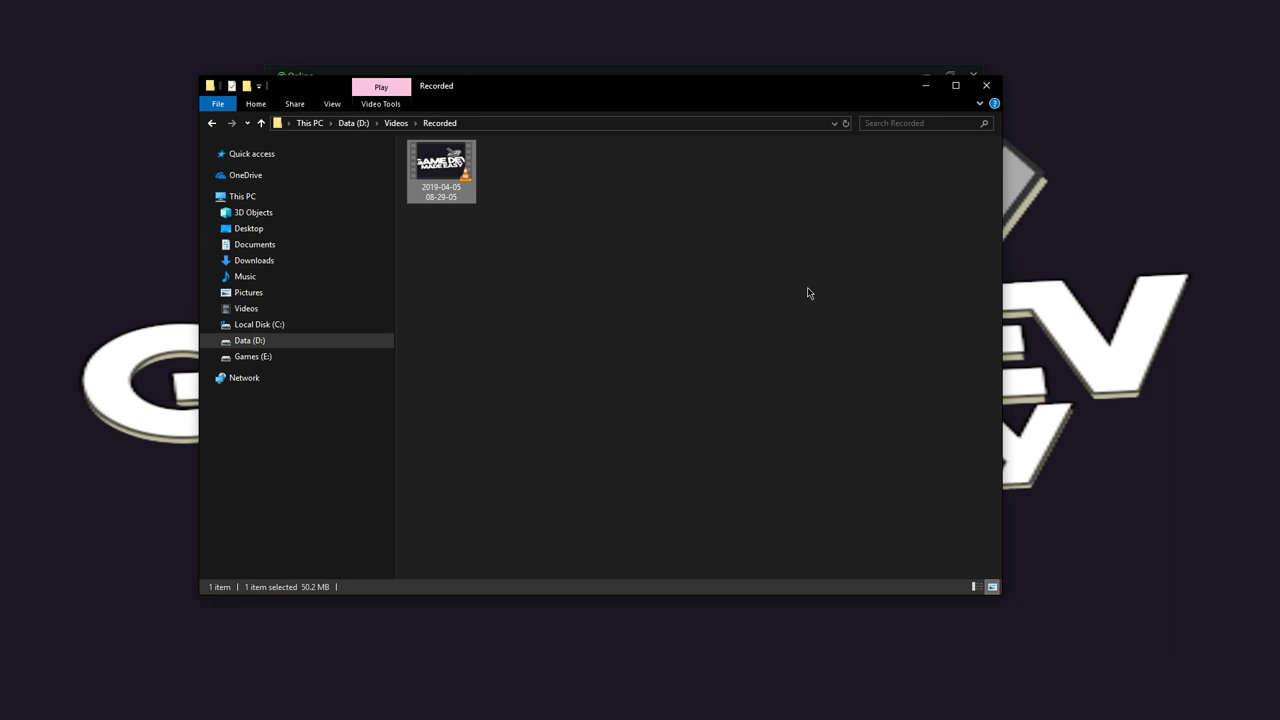 Online
Play
Recorded
File
Home
Share
View
Video Tools
This PC
Data (D:)
Videos
Recorded
Search Recorded
Quick access
OneDrive
This PC
3D Objects
Desktop
Documents
Downloads
Music
Pictures
Videos
Local Disk (C:)
Data (D:)
Games (E:)
Network
GAME DEV
MADE EASY
2019-04-05
08-29-05
G
EV
Y
1 item
1 item selected 50.2 MB